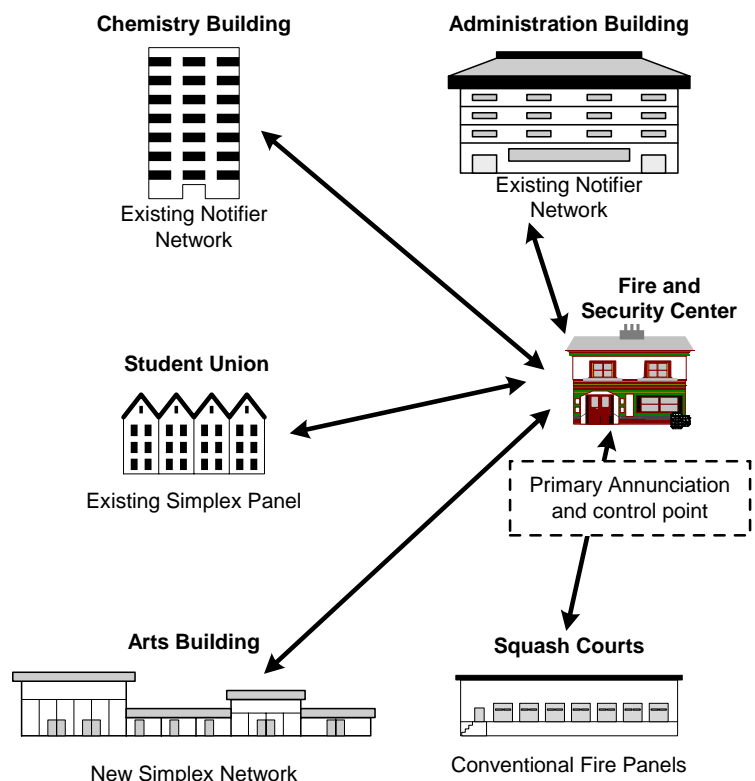 Chemistry Building
Administration Building
Existing Notifier
Network
Existing Notifier
Network
Fire and
Security Center
Student Union
Existing Simplex Panel
Primary Annunciation
and control point
Arts Building
Squash Courts
New Simplex Network
Conventional Fire Panels